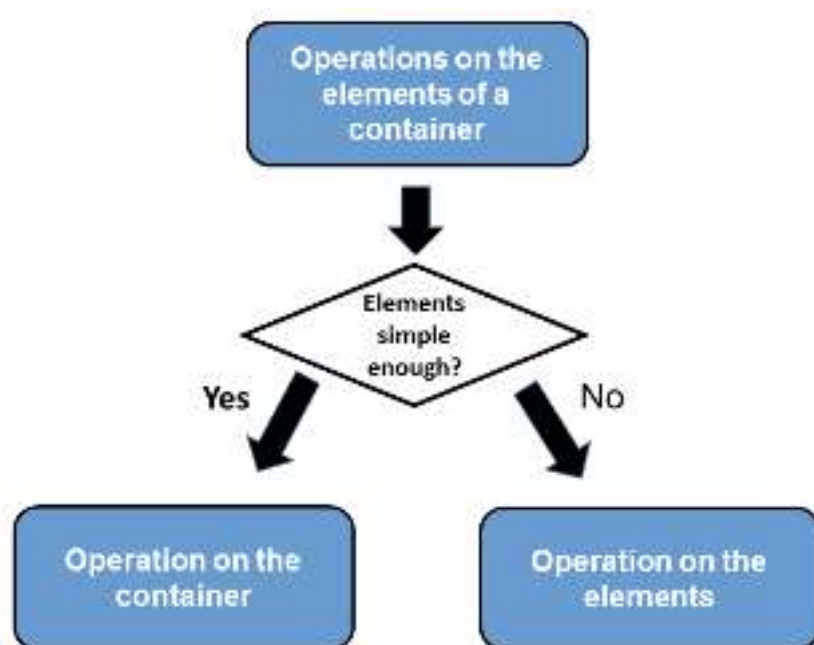 Operations on the
elements of a
container
Elements
simple
enough?
Yes
No
Operation on the
container
Operation on the
elements